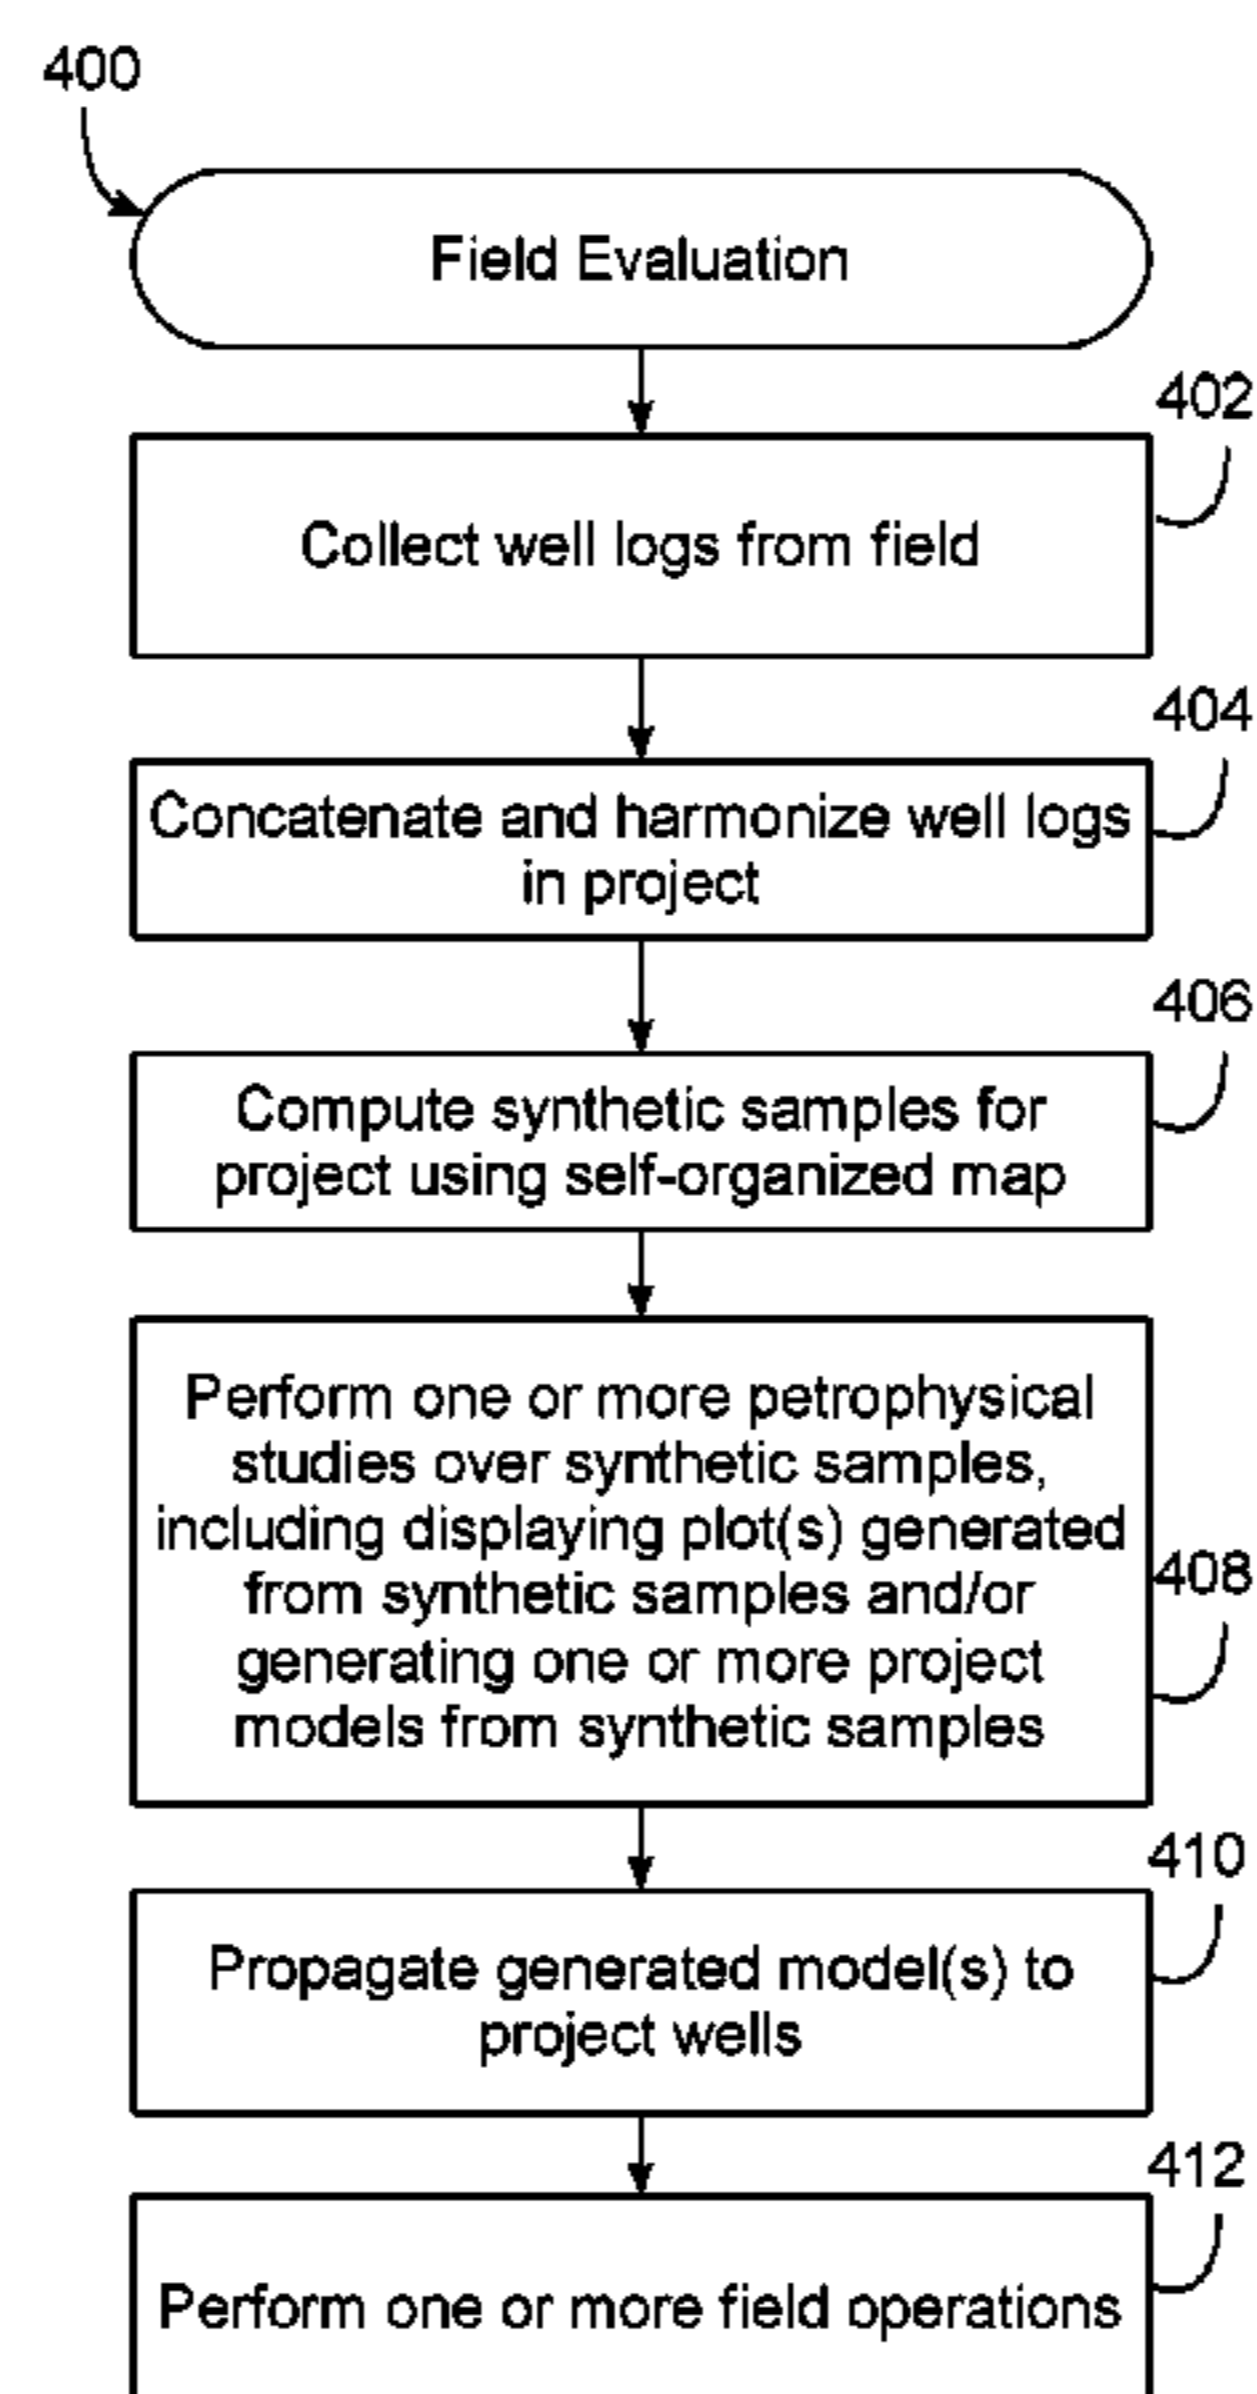 400
Field Evaluation
402
Collect well logs from field
404
Concatenate and harmonize well logs
in project
406
Compute synthetic samples for
project using self-organized map
Perform one or more petrophysical
studies over synthetic samples,
including displaying plot(s) generated
from synthetic samples and/or
generating one or more project
models from synthetic samples
408
410
Propagate generated model(s) to
project wells
412
Perform one or more field operations